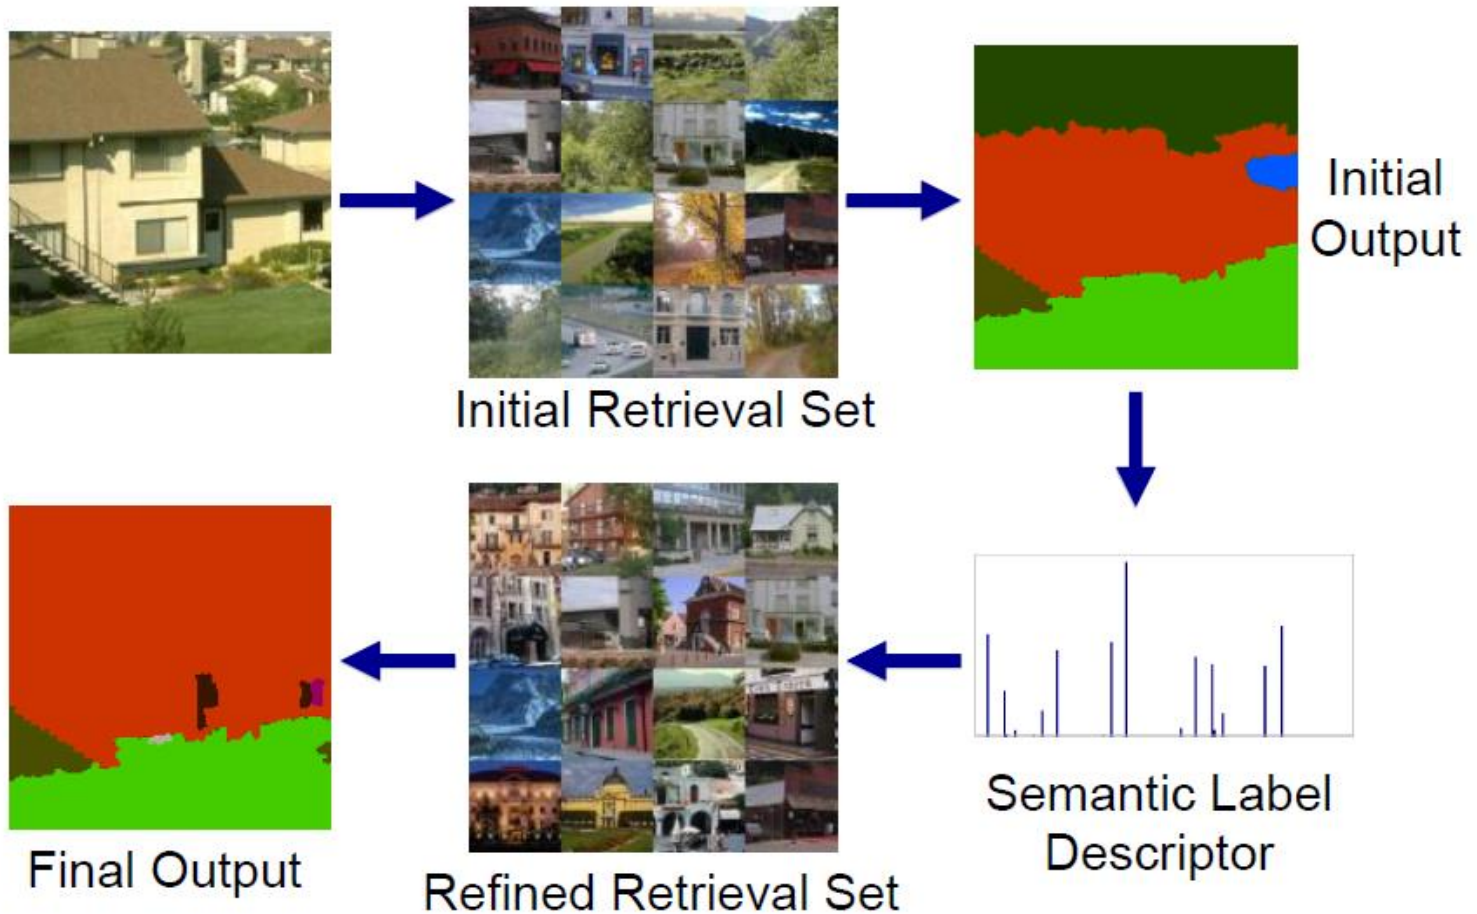 Initial
Output
Initial Retrieval Set
Semantic Label
Descriptor
Final Output
Refined Retrieval Set